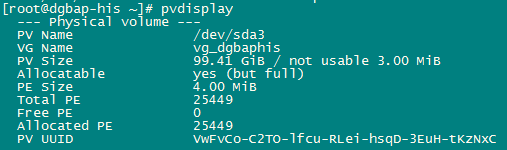 [root@dgbap-his ~]# pvdisplay
--- Physical volume ---
PV Name /dev/sda3
VG Name vg_dgbaphis
PV Size 99.41 GiB / not usable 3.00 MiB
Allocatable yes (but full)
PE Size 4.00 MiB
Total PE 25449
Free PE 0
Allocated PE 25449
PV UUID VwFvCo-C2TO-lfcu-RLei-hsqD-3EuH-tKzNxC